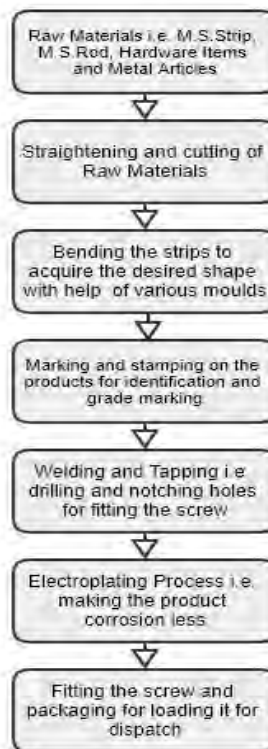 Raw Materials i.e. M.S.Strip,
M.S.Rod, Hardware Items
and Metal Articles
Straightening and cutting of
Raw Materials
Bending the strips to
acquire the desired shape
with help of various moulds
Marking and stamping on the
products for identification and
grade marking
Welding and Tapping i.e
drilling and notching holes
for fitting the screw
Electroplating Process i.e.
making the product
corrosion less
Fitting the screw and
packaging for loading it for
dispatch